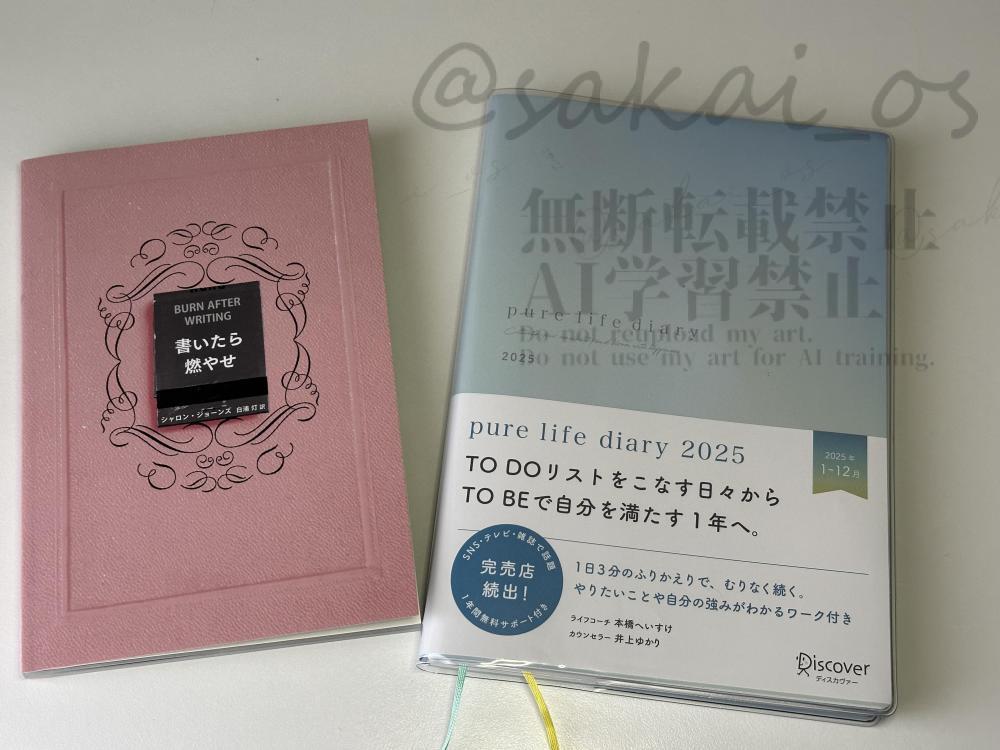 @sakai_os
無断転載禁止
AI学習禁止
Do not reupload my art.
Do not use my art for AI training.
BURN AFTER
WRITING
書いたら
燃やせ
シャロン・ジョーンズ 白浦 灯 訳
pure life diary
2025
pure life diary 2025
2025年
1-12月
TO DOリストをこなす日々から
TO BEで自分を満たす1年へ。
SNS・テレビ・雑誌で話題
完売店
続出!
1年間無料サポート付き
1日3分のふりかえりで、むりなく続く。
やりたいことや自分の強みがわかるワーク付き
ライフコーチ 本橋へいすけ
カウンセラー 井上ゆかり
Discover
ディスカヴァー